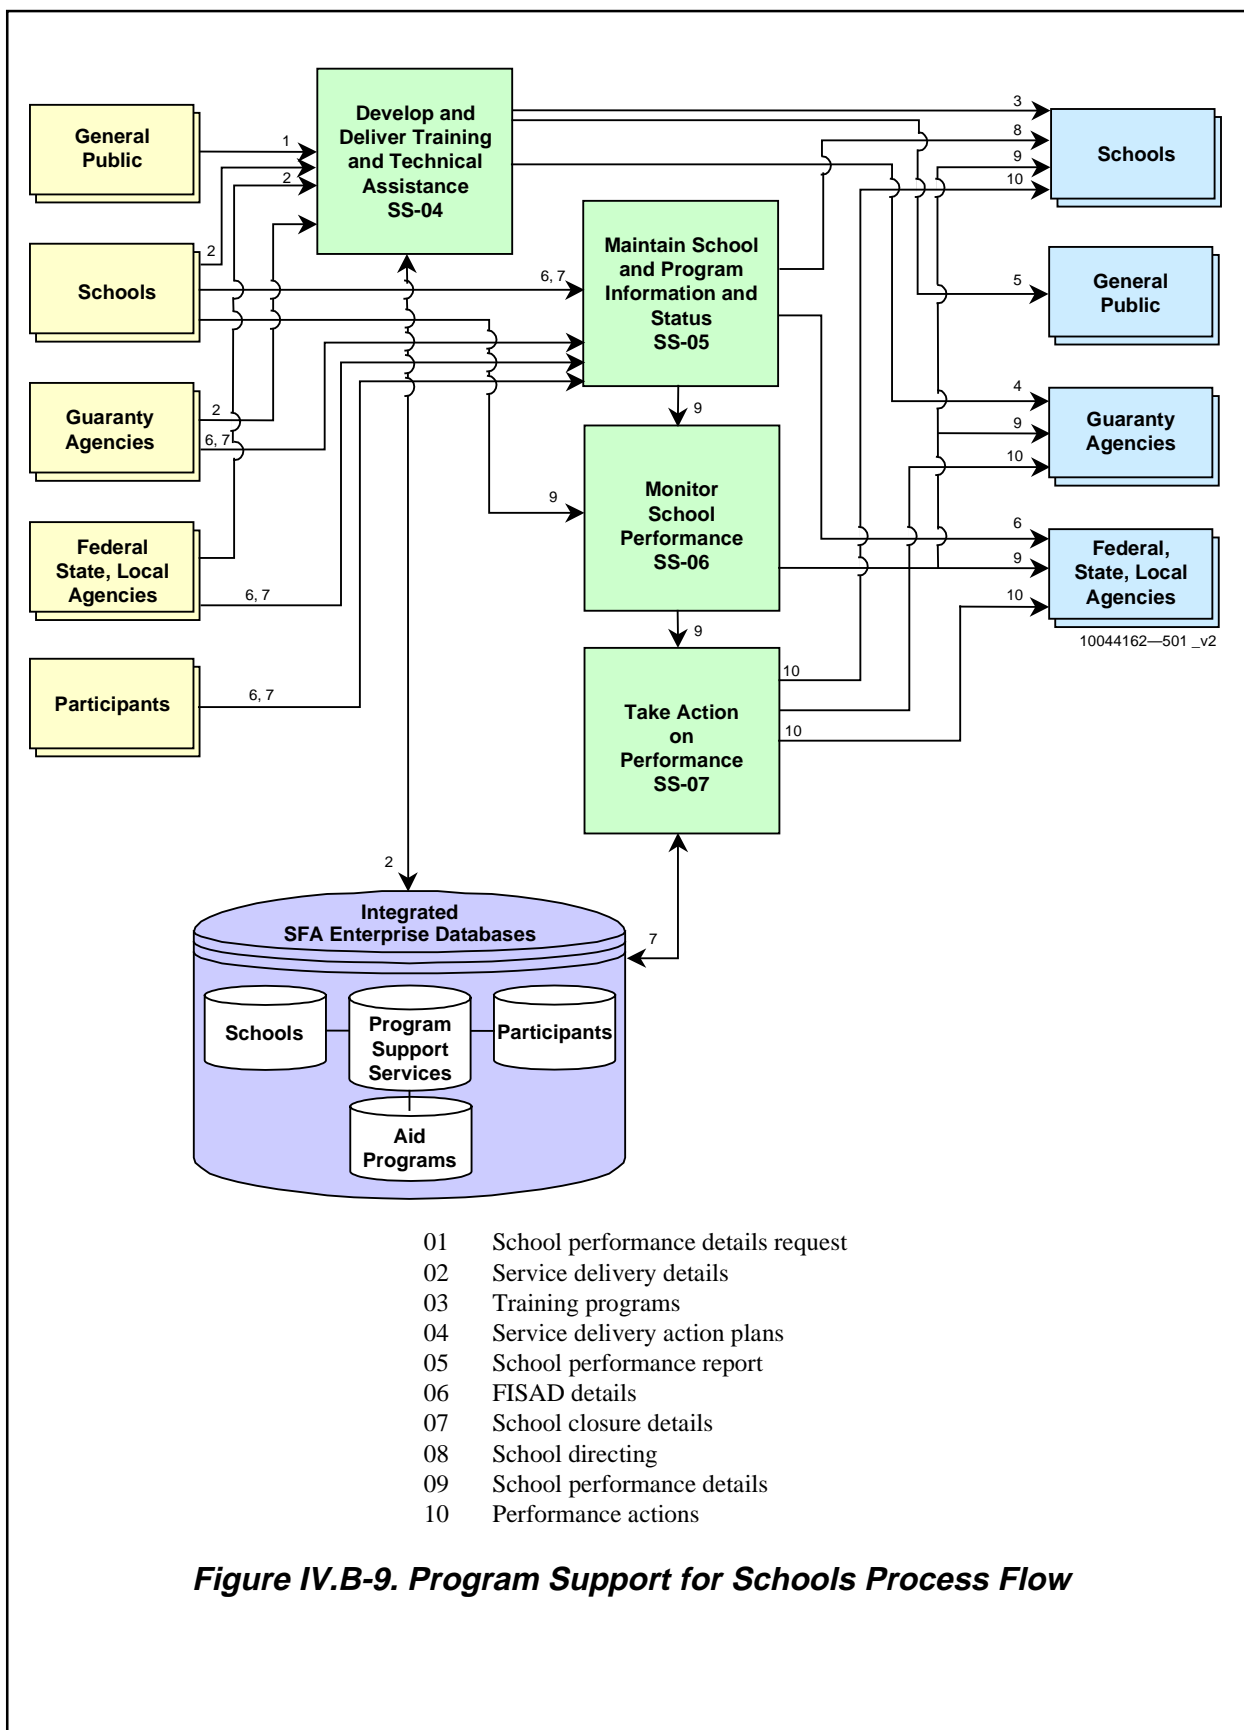 General
Public
1
Develop and
Deliver Training
and Technical
Assistance
SS-04
3
8
9
10
Schools
2
Schools
2
6, 7
Maintain School
and Program
Information and
Status
SS-05
5
General
Public
Guaranty
Agencies
2
6, 7
9
4
9
10
Guaranty
Agencies
9
Monitor
School
Performance
SS-06
Federal
State, Local
Agencies
6, 7
6
9
10
Federal,
State, Local
Agencies
10044162—501 _v2
9
Participants
6, 7
Take Action
on
Performance
SS-07
10
10
2
7
Integrated
SFA Enterprise Databases
Schools
Program
Support
Services
Participants
Aid
Programs
01 School performance details request
02 Service delivery details
03 Training programs
04 Service delivery action plans
05 School performance report
06 FISAD details
07 School closure details
08 School directing
09 School performance details
10 Performance actions
Figure IV.B-9. Program Support for Schools Process Flow